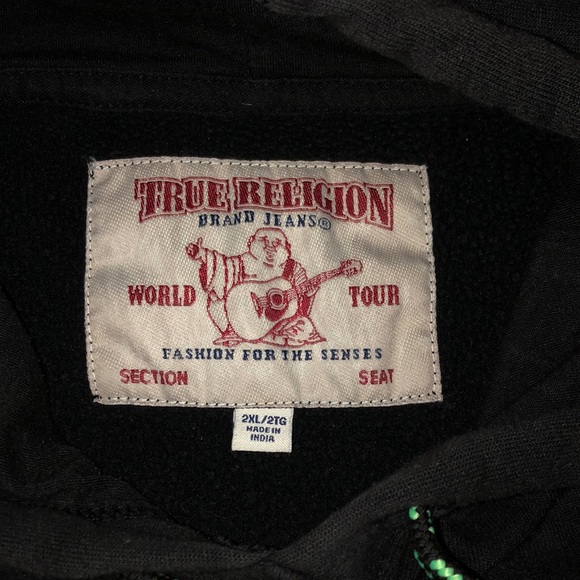 TRUE RELIGION
BRAND JEANS®
WORLD TOUR
FASHION FOR THE SENSES
SECTION SEAT
2XL/2TG
MADE IN
INDIA